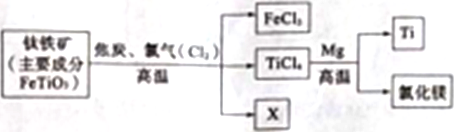 钛铁矿
(主要成分
FeTiO₃)
焦炭、氯气(Cl₂)
高温
FeCl₃
TiCl₄
X
Mg
高温
Ti
氯化镁